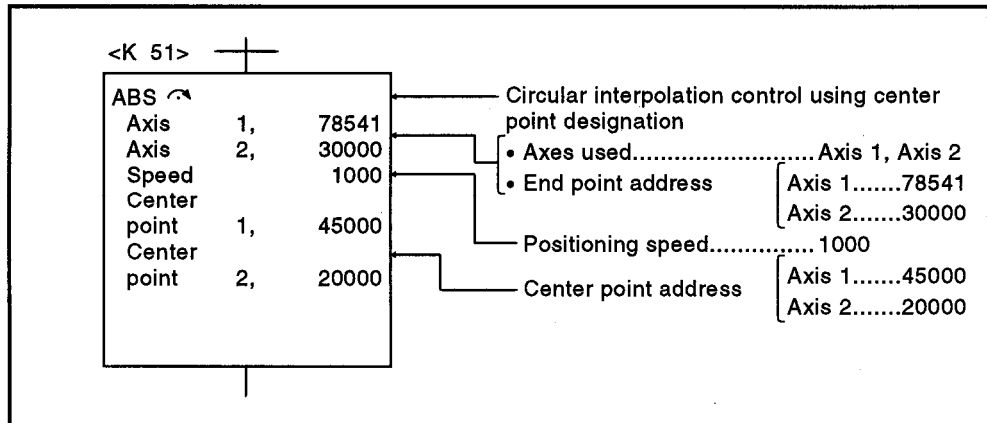 <K 51>
ABS
Axis 1, 78541
Axis 2, 30000
Speed 1000
Center
point 1, 45000
Center
point 2, 20000
Circular interpolation control using center
point designation
• Axes used............................ Axis 1, Axis 2
• End point address
Axis 1.......78541
Axis 2.......30000
Positioning speed................ 1000
Center point address
Axis 1.......45000
Axis 2.......20000